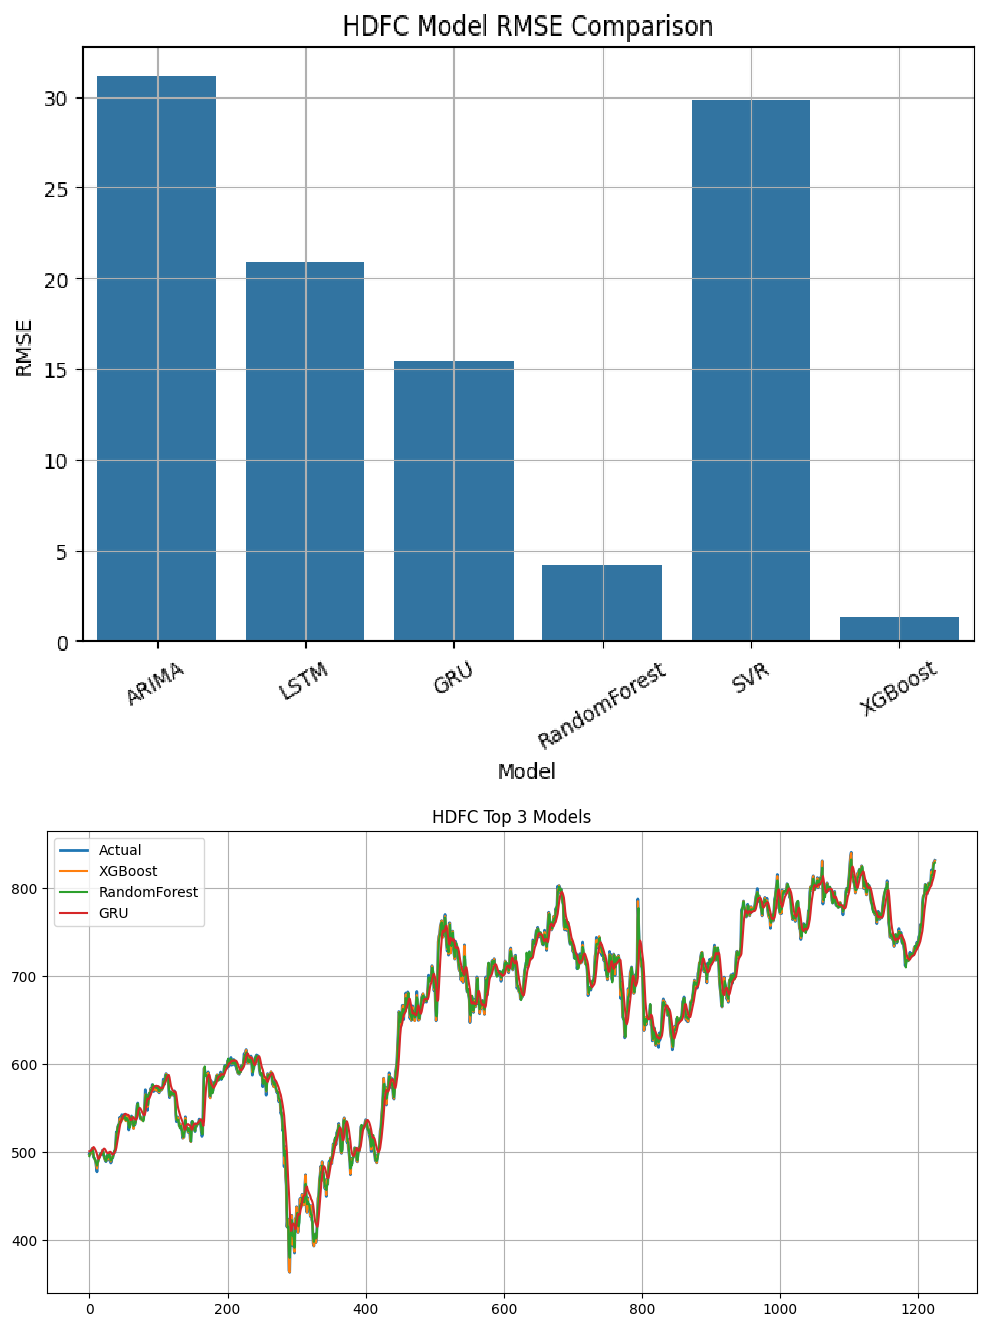 HDFC Model RMSE Comparison
30
25
20
15
10
5
0
RMSE
ARIMA
LSTM
GRU
RandomForest
SVR
XGBoost
Model
HDFC Top 3 Models
Actual
XGBoost
RandomForest
GRU
800
700
600
500
400
0 200 400 600 800 1000 1200